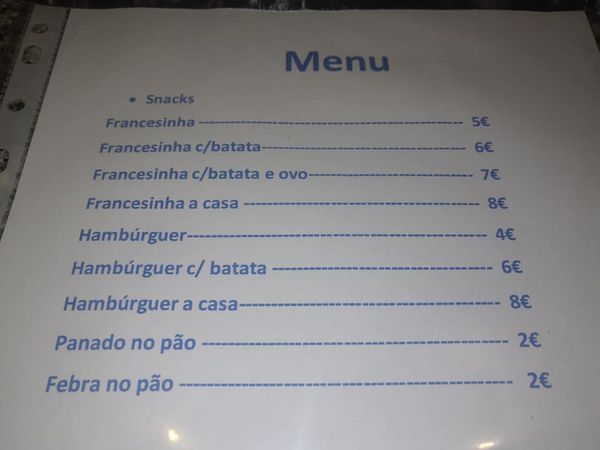 Menu
• Snacks
Francesinha ------------------------------------------------ 5€
Francesinha c/batata------------------------------------- 6€
Francesinha c/batata e ovo------------------------------ 7€
Francesinha a casa ------------------------------------------ 8€
Hambúrguer---------------------------------------------------- 4€
Hambúrguer c/ batata ------------------------------------- 6€
Hambúrguer a casa------------------------------------------- 8€
Panado no pão ------------------------------------------------ 2€
Febra no pão --------------------------------------------------- 2€